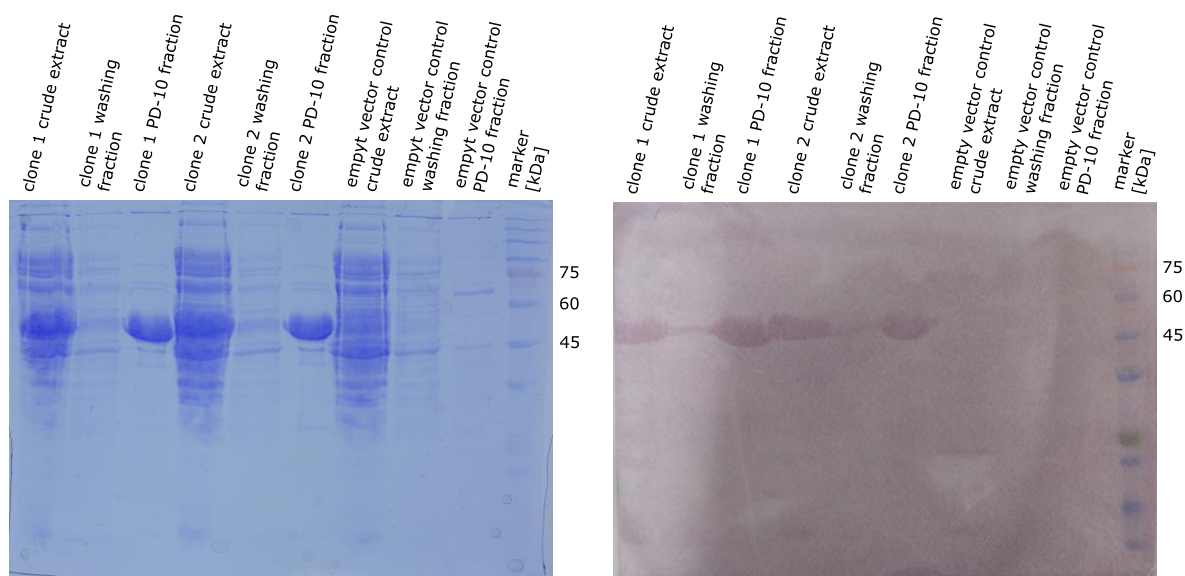 clone 1 crude extract
clone 1 washing
fraction
clone 1 PD-10 fraction
clone 2 crude extract
clone 2 washing
fraction
clone 2 PD-10 fraction
empyt vector control
crude extract
empyt vector control
washing fraction
empyt vector control
PD-10 fraction
marker
[kDa]
75
60
45
clone 1 crude extract
clone 1 washing
fraction
clone 1 PD-10 fraction
clone 2 crude extract
clone 2 washing
fraction
clone 2 PD-10 fraction
empty vector control
crude extract
empty vector control
washing fraction
empty vector control
PD-10 fraction
marker
[kDa]
75
60
45